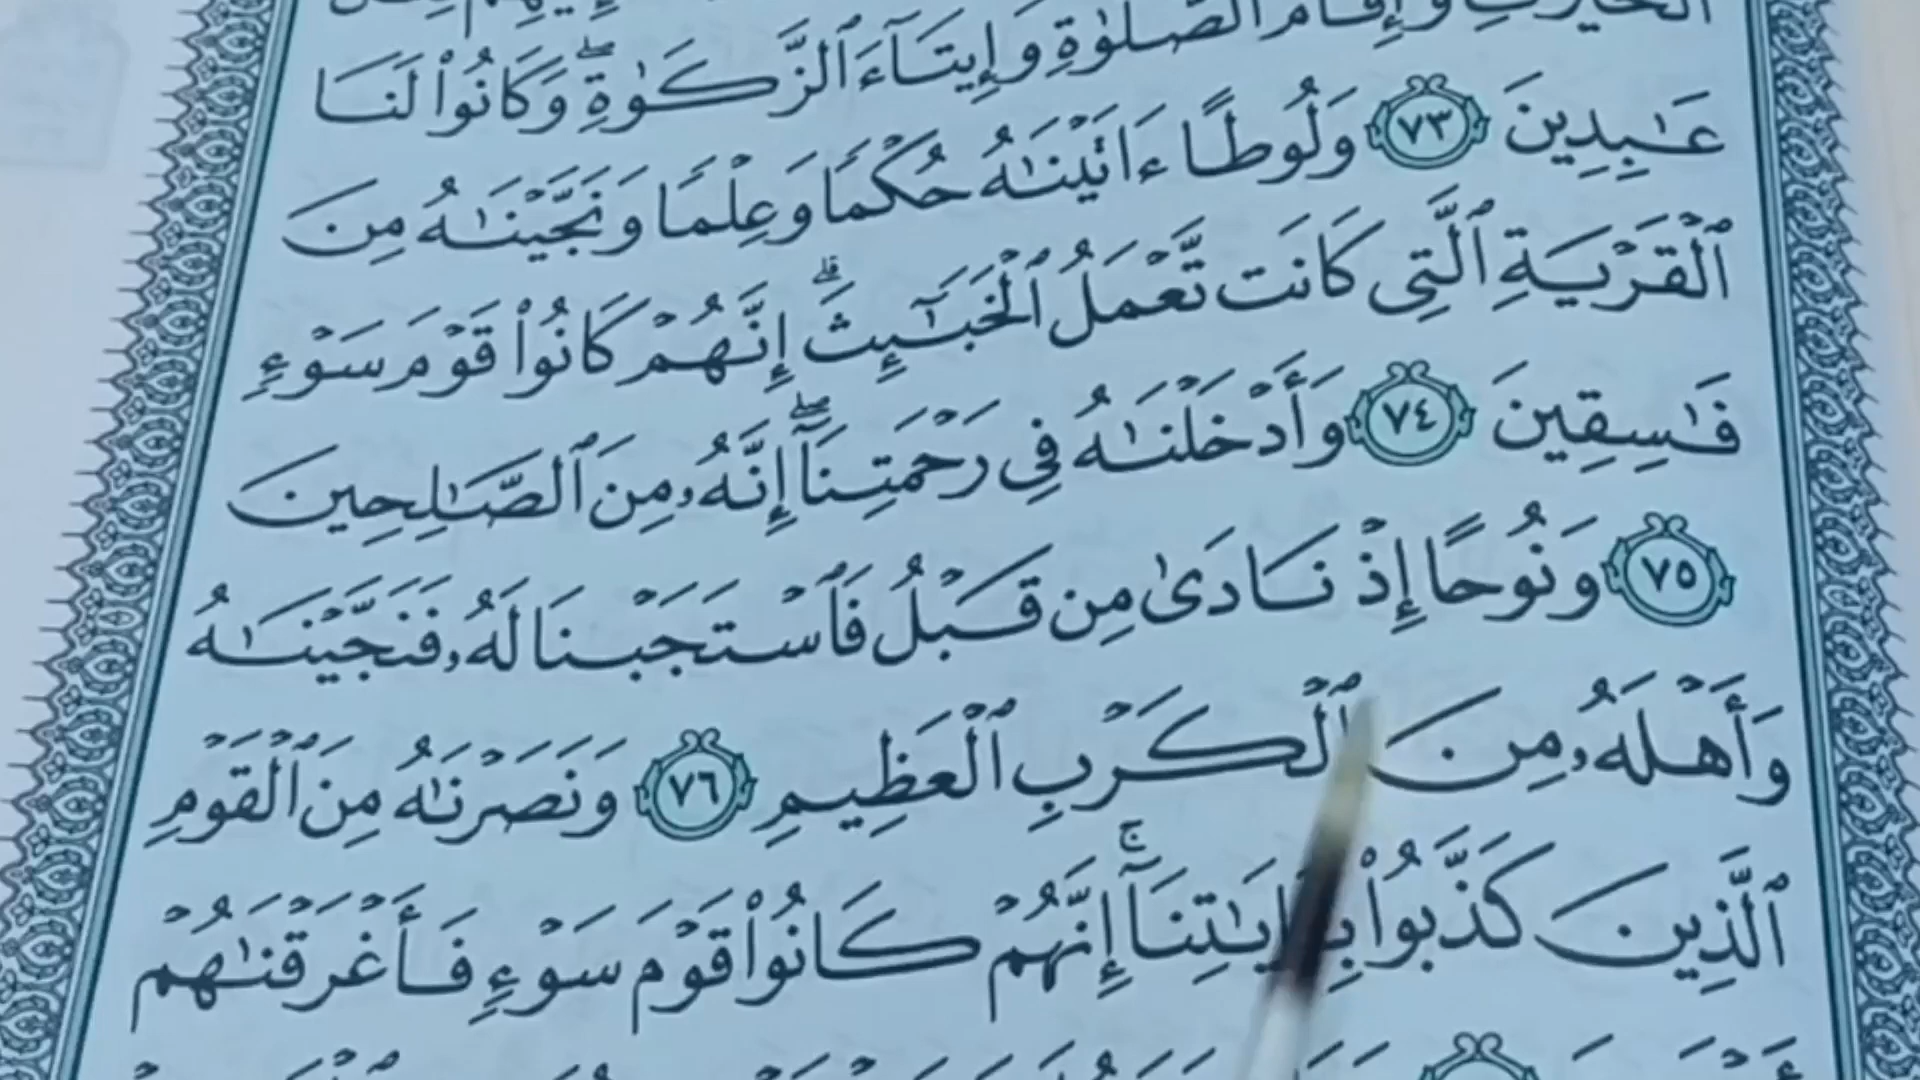 ٱلْخَيْرَٰتِ وَإِقَامَ ٱلصَّلَوٰةِ وَإِيتَآءَ ٱلزَّكَوٰةِ ۖ وَكَانُوا۟ لَنَا
عَـٰبِدِينَ ٧٣ وَلُوطًا ءَاتَيْنَـٰهُ حُكْمًا وَعِلْمًا وَنَجَّيْنَـٰهُ مِنَ
ٱلْقَرْيَةِ ٱلَّتِى كَانَت تَّعْمَلُ ٱلْخَبَـٰٓئِثَ ۗ إِنَّهُمْ كَانُوا۟ قَوْمَ سَوْءٍ
فَـٰسِقِينَ ٧٤ وَأَدْخَلْنَـٰهُ فِى رَحْمَتِنَآ ۖ إِنَّهُۥ مِنَ ٱلصَّـٰلِحِينَ
٧٥ وَنُوحًا إِذْ نَادَىٰ مِن قَبْلُ فَٱسْتَجَبْنَا لَهُۥ فَنَجَّيْنَـٰهُ
وَأَهْلَهُۥ مِنَ ٱلْكَرْبِ ٱلْعَظِيمِ ٧٦ وَنَصَرْنَـٰهُ مِنَ ٱلْقَوْمِ
ٱلَّذِينَ كَذَّبُوا۟ بِـَٔايَـٰتِنَآ ۚ إِنَّهُمْ كَانُوا۟ قَوْمَ سَوْءٍ فَأَغْرَقْنَـٰهُمْ